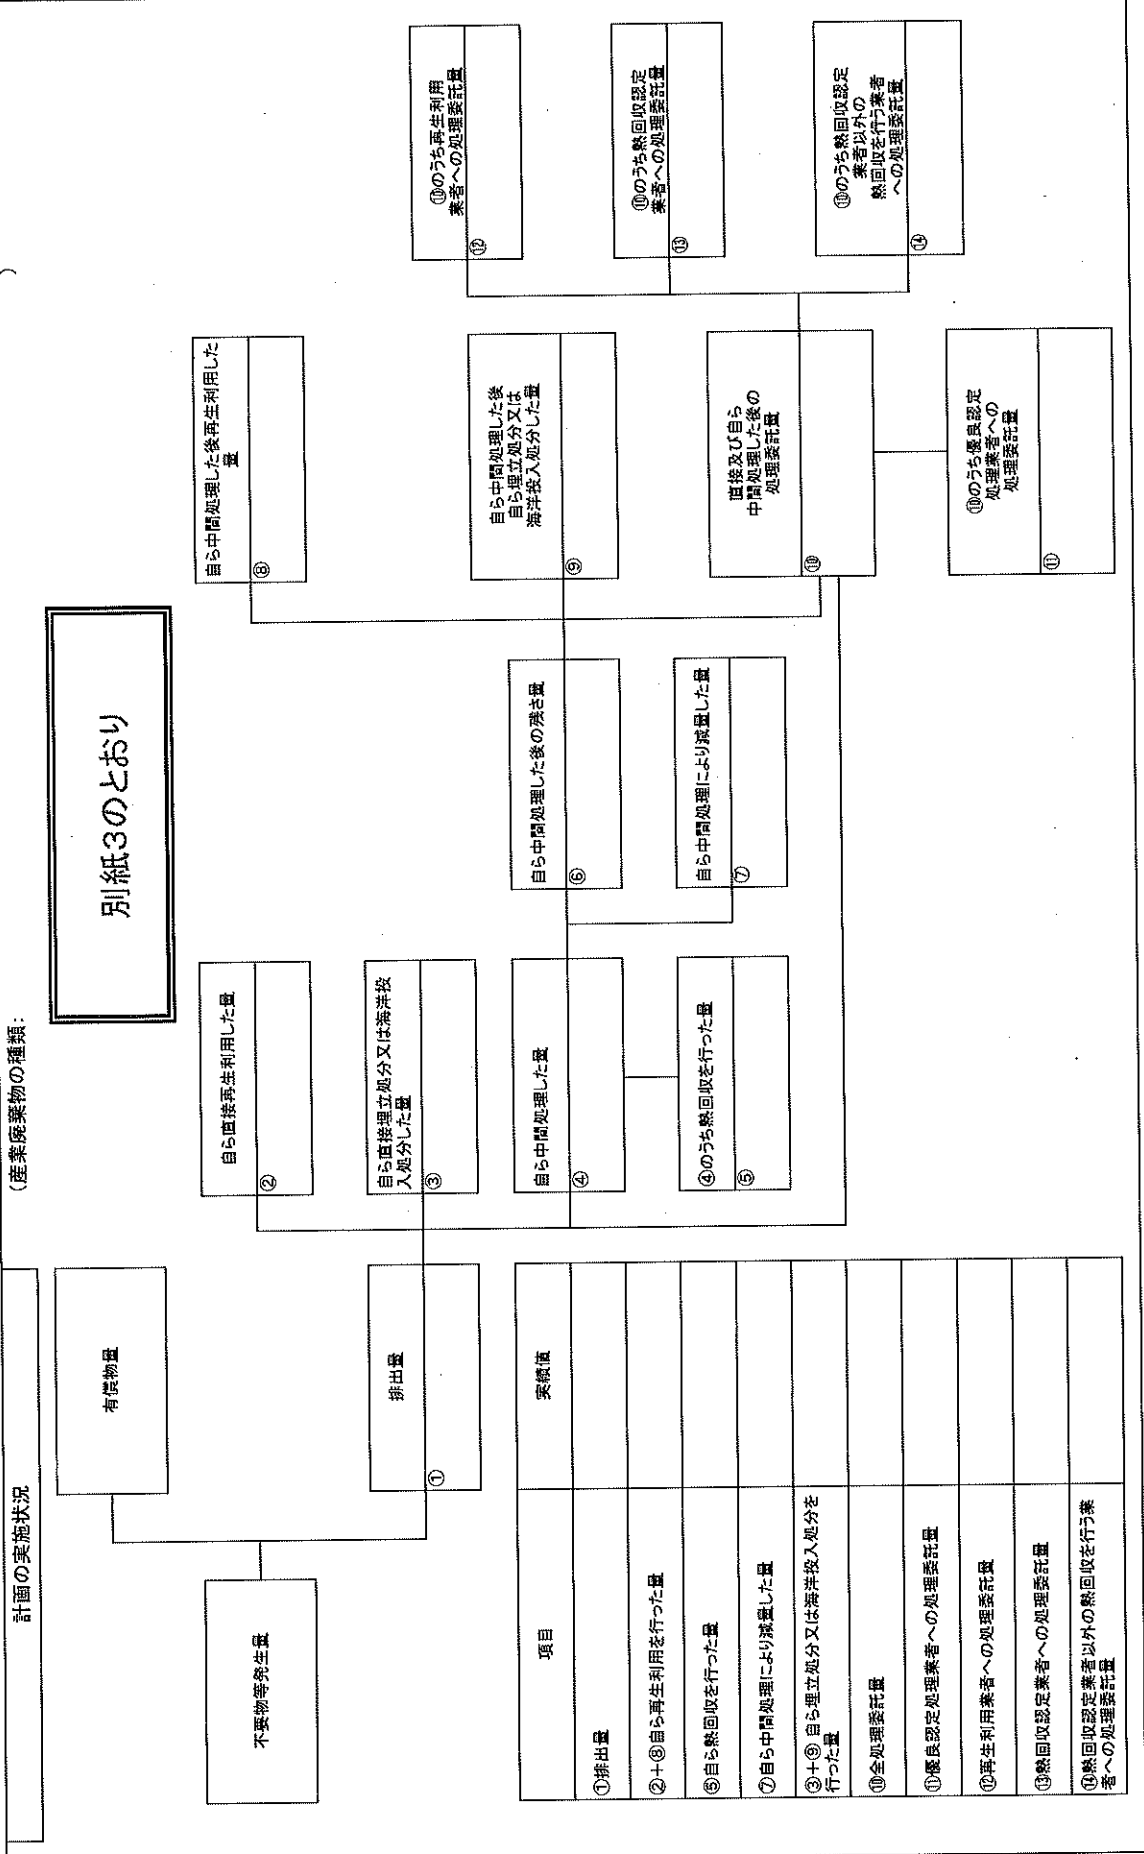 計画の実施状況
(産業廃棄物の種類:
)
別紙3のとおり
不要物等発生量
有償物量
排出量
①
自ら直接再生利用した量
②
自ら直接埋立処分又は海洋投
入処分した量
③
自ら中間処理した量
④
④のうち熱回収を行った量
⑤
自ら中間処理した後の残さ量
⑥
自ら中間処理により減量した量
⑦
自ら中間処理した後再生利用した
量
⑧
自ら中間処理した後
自ら埋立処分又は
海洋投入処分した量
⑨
直接及び自ら
中間処理した後の
処理委託量
⑩
⑩のうち優良認定
処理業者への
処理委託量
⑪
⑩のうち再生利用
業者への処理委託量
⑫
⑩のうち熱回収認定
業者への処理委託量
⑬
⑩のうち熱回収認定
業者以外の
熱回収を行う業者
への処理委託量
⑭
項目
実績値
①排出量
②+⑧自ら再生利用を行った量
⑤自ら熱回収を行った量
⑦自ら中間処理により減量した量
③+⑨ 自ら埋立処分又は海洋投入処分を
行った量
⑩全処理委託量
⑪優良認定処理業者への処理委託量
⑫再生利用業者への処理委託量
⑬熱回収認定業者への処理委託量
⑭熱回収認定業者以外の熱回収を行う業
者への処理委託量